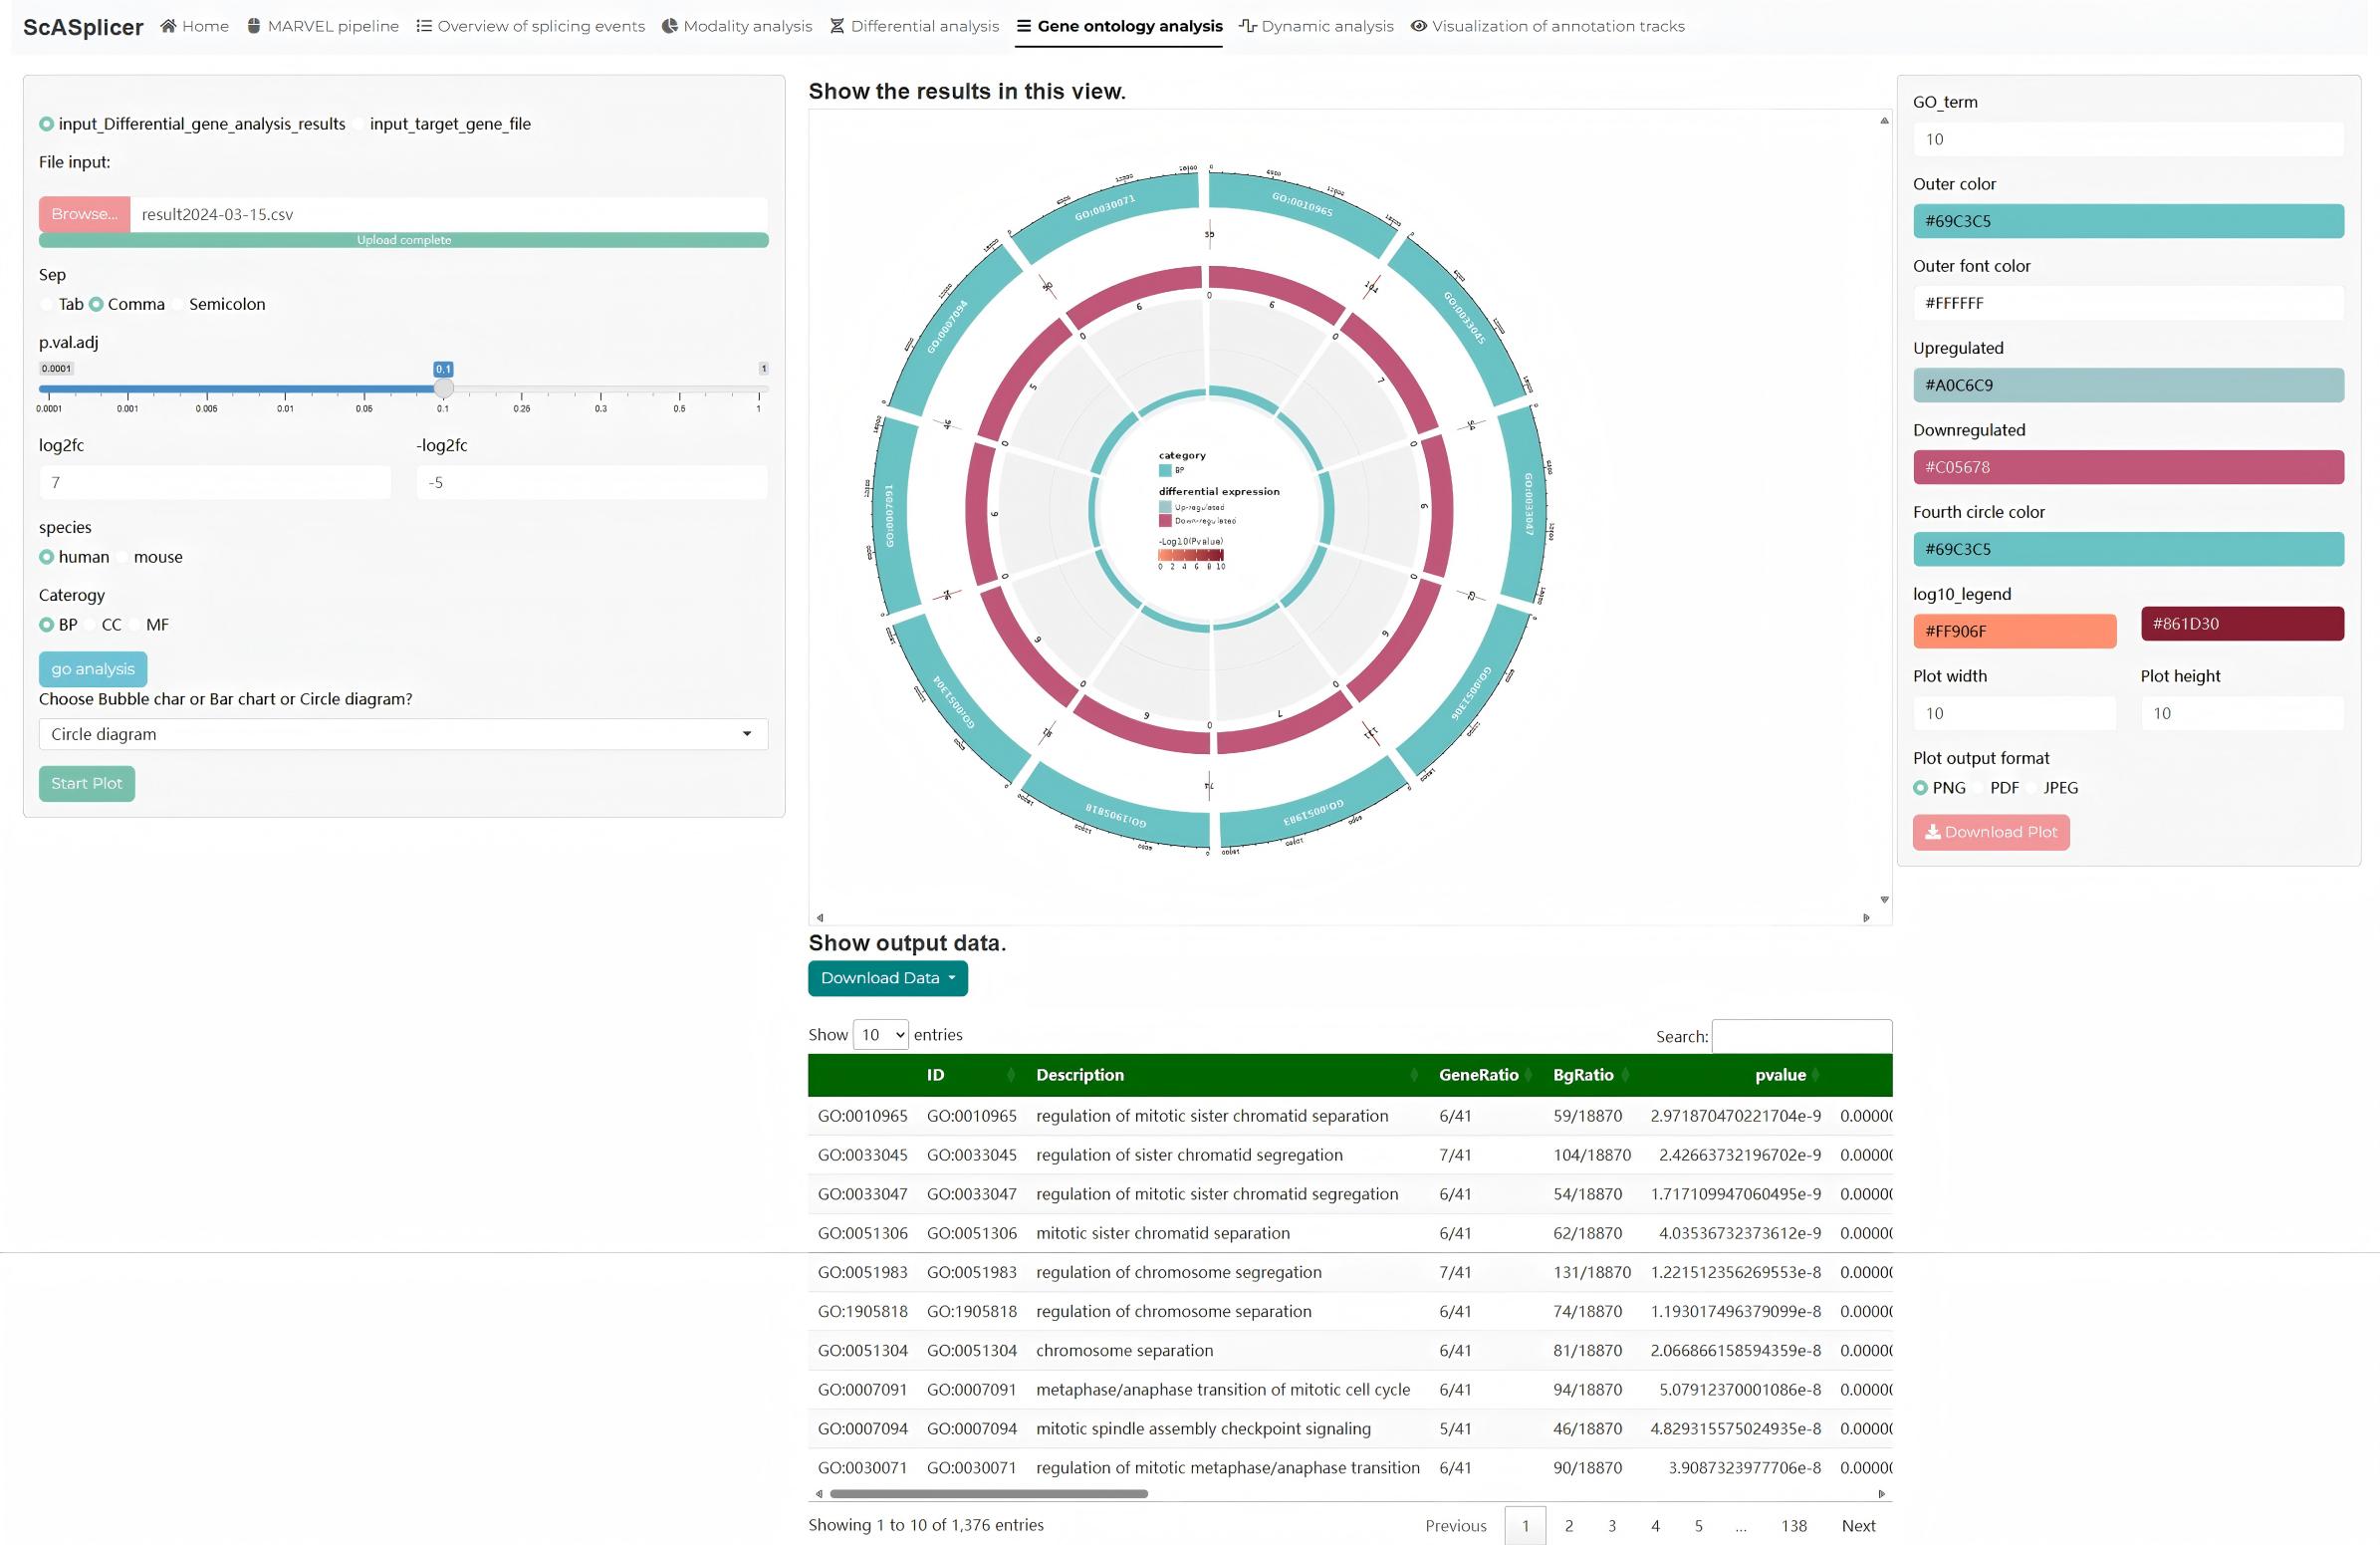 ScASplicer Home MARVEL pipeline Overview of splicing events Modality analysis Differential analysis Gene ontology analysis Dynamic analysis Visualization of annotation tracks
input_Differential_gene_analysis_results input_target_gene_file
File input:
Browse... result2024-03-15.csv
Upload complete
Sep
Tab Comma Semicolon
p.val.adj
0.0001 0.1 1
0.0001 0.001 0.005 0.01 0.05 0.1 0.25 0.3 0.5 1
log2fc -log2fc
7 -5
species
human mouse
Caterogy
BP CC MF
go analysis
Choose Bubble char or Bar chart or Circle diagram?
Circle diagram
Start Plot
Show the results in this view.
GO:0010965
GO:0033045
GO:0033047
GO:0051306
GO:0051983
GO:1905818
GO:0051304
GO:0007091
GO:0007094
GO:0030071
category
BP
differential expression
Up-regulated
Down-regulated
-Log10(Pvalue)
0 2 4 6 8 10
GO_term
10
Outer color
#69C3C5
Outer font color
#FFFFFF
Upregulated
#A0C6C9
Downregulated
#C05678
Fourth circle color
#69C3C5
log10_legend
#FF906F #861D30
Plot width Plot height
10 10
Plot output format
PNG PDF JPEG
Download Plot
Show output data.
Download Data
Show 10 entries Search:
ID Description GeneRatio BgRatio pvalue
GO:0010965 GO:0010965 regulation of mitotic sister chromatid separation 6/41 59/18870 2.971870470221704e-9 0.0000
GO:0033045 GO:0033045 regulation of sister chromatid segregation 7/41 104/18870 2.42663732196702e-9 0.0000
GO:0033047 GO:0033047 regulation of mitotic sister chromatid segregation 6/41 54/18870 1.717109947060495e-9 0.0000
GO:0051306 GO:0051306 mitotic sister chromatid separation 6/41 62/18870 4.03536732373612e-9 0.0000
GO:0051983 GO:0051983 regulation of chromosome segregation 7/41 131/18870 1.221512356269553e-8 0.0000
GO:1905818 GO:1905818 regulation of chromosome separation 6/41 74/18870 1.193017496379099e-8 0.0000
GO:0051304 GO:0051304 chromosome separation 6/41 81/18870 2.066866158594359e-8 0.0000
GO:0007091 GO:0007091 metaphase/anaphase transition of mitotic cell cycle 6/41 94/18870 5.07912370001086e-8 0.0000
GO:0007094 GO:0007094 mitotic spindle assembly checkpoint signaling 5/41 46/18870 4.829315575024935e-8 0.0000
GO:0030071 GO:0030071 regulation of mitotic metaphase/anaphase transition 6/41 90/18870 3.9087323977706e-8 0.0000
Showing 1 to 10 of 1,376 entries Previous 1 2 3 4 5 ... 138 Next